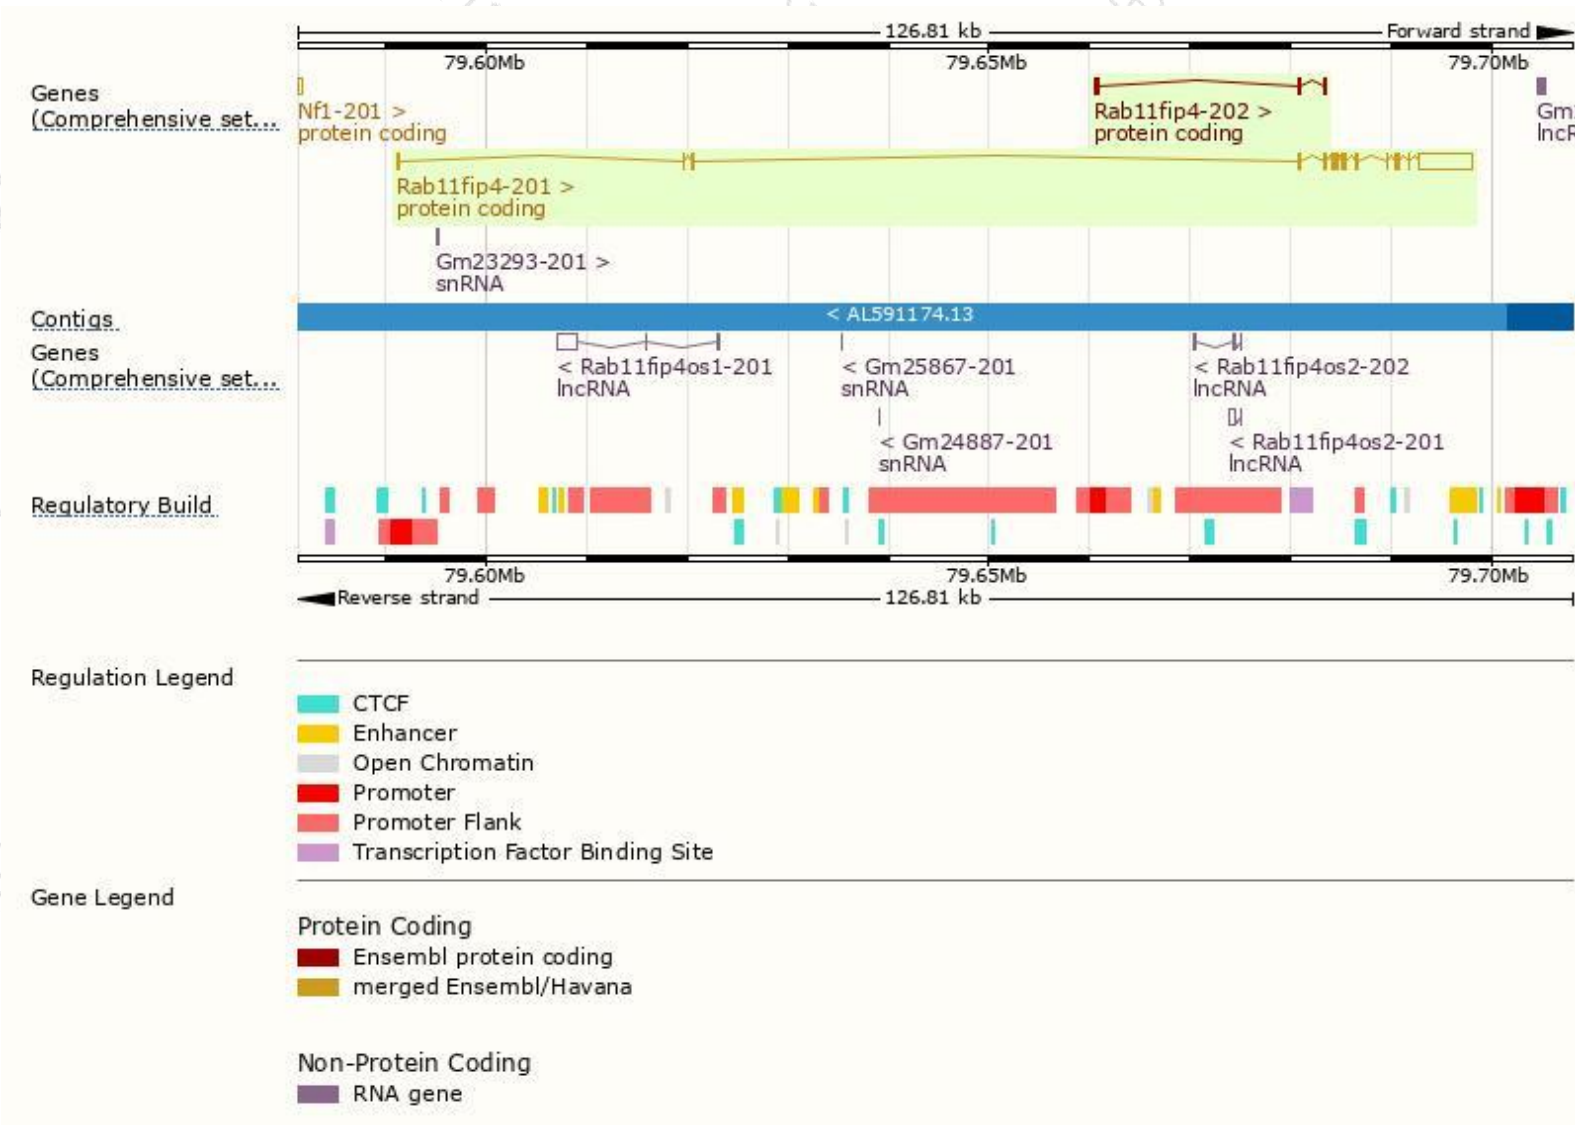 126.81 kb Forward strand
79.60Mb 79.65Mb 79.70Mb
Genes
(Comprehensive set...
Nf1-201 >
protein coding
Rab11fip4-202 >
protein coding
Gm
lncR
Rab11fip4-201 >
protein coding
Gm23293-201 >
snRNA
Contigs
< AL591174.13
Genes
(Comprehensive set...
< Rab11fip4os1-201
lncRNA
< Gm25867-201
snRNA
< Rab11fip4os2-202
lncRNA
< Gm24887-201
snRNA
< Rab11fip4os2-201
lncRNA
Regulatory Build
79.60Mb 79.65Mb 79.70Mb
Reverse strand 126.81 kb
Regulation Legend
CTCF
Enhancer
Open Chromatin
Promoter
Promoter Flank
Transcription Factor Binding Site
Gene Legend
Protein Coding
Ensembl protein coding
merged Ensembl/Havana
Non-Protein Coding
RNA gene